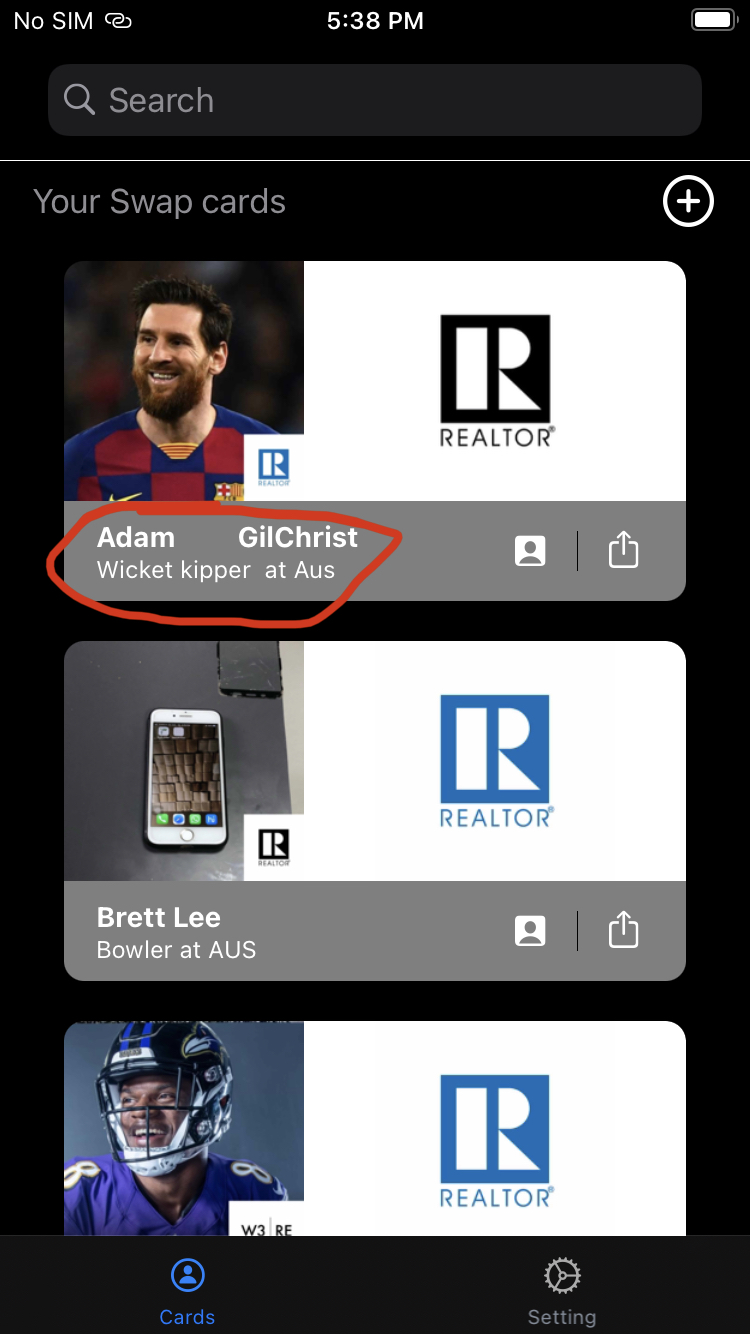 No SIM 5:38 PM
Search
Your Swap cards
REALTOR®
REALTOR
Adam GilChrist
Wicket kipper at Aus
REALTOR®
REALTOR
Brett Lee
Bowler at AUS
REALTOR®
W3 | RE
Cards Setting